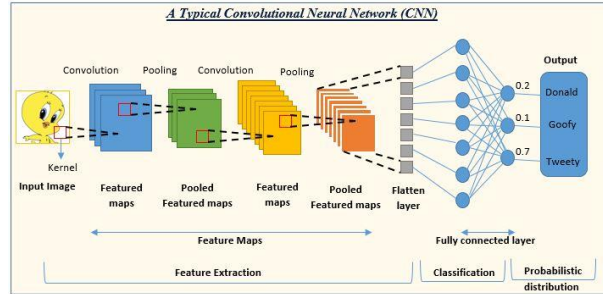 A Typical Convolutional Neural Network (CNN)
Convolution Pooling Convolution Pooling
Output
0.2 Donald
0.1 Goofy
0.7 Tweety
Kernel
Input Image
Featured maps
Pooled Featured maps
Featured maps
Pooled Featured maps
Flatten layer
Feature Maps
Fully connected layer
Feature Extraction
Classification
Probabilistic distribution